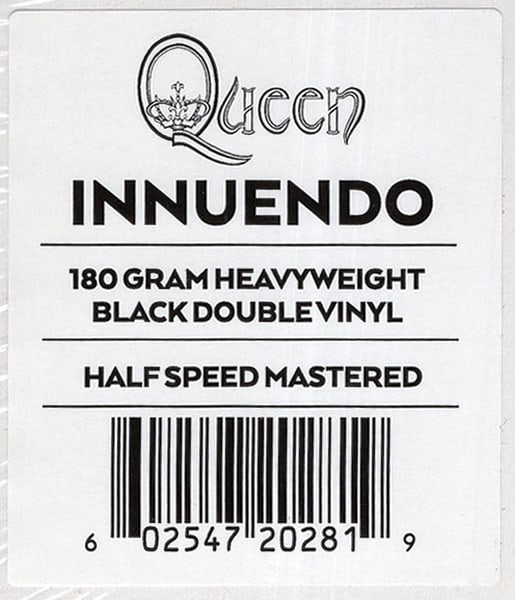 Queen
INNUENDO
180 GRAM HEAVYWEIGHT
BLACK DOUBLE VINYL
HALF SPEED MASTERED
6 02547 20281 9